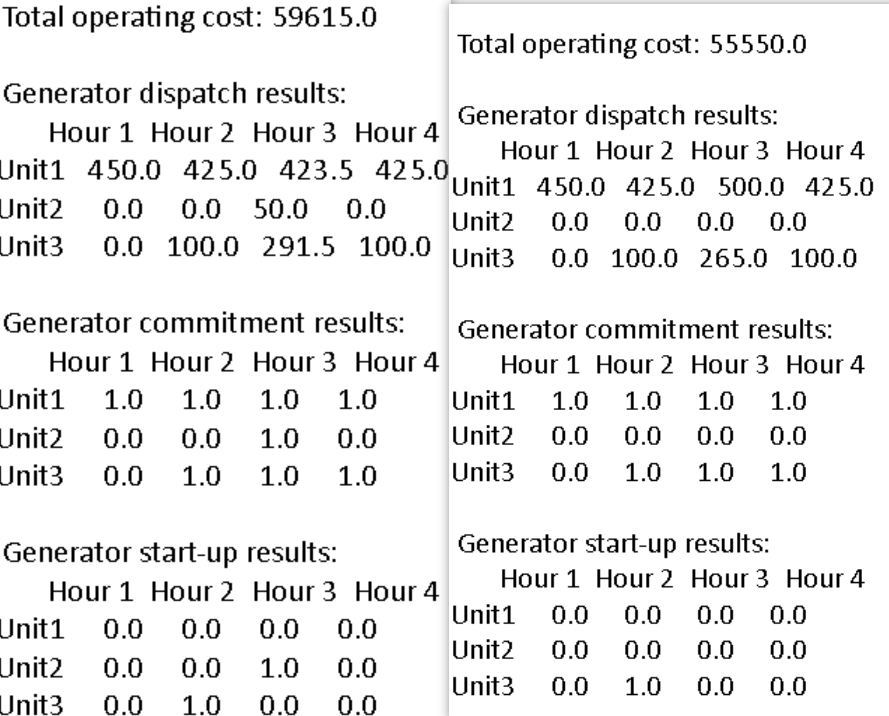 Total operating cost: 59615.0
Generator dispatch results:
Hour 1 Hour 2 Hour 3 Hour 4
Unit1 450.0 425.0 423.5 425.0
Unit2 0.0 0.0 50.0 0.0
Unit3 0.0 100.0 291.5 100.0
Generator commitment results:
Hour 1 Hour 2 Hour 3 Hour 4
Unit1 1.0 1.0 1.0 1.0
Unit2 0.0 0.0 1.0 0.0
Unit3 0.0 1.0 1.0 1.0
Generator start-up results:
Hour 1 Hour 2 Hour 3 Hour 4
Unit1 0.0 0.0 0.0 0.0
Unit2 0.0 0.0 1.0 0.0
Unit3 0.0 1.0 0.0 0.0
Total operating cost: 55550.0
Generator dispatch results:
Hour 1 Hour 2 Hour 3 Hour 4
Unit1 450.0 425.0 500.0 425.0
Unit2 0.0 0.0 0.0 0.0
Unit3 0.0 100.0 265.0 100.0
Generator commitment results:
Hour 1 Hour 2 Hour 3 Hour 4
Unit1 1.0 1.0 1.0 1.0
Unit2 0.0 0.0 0.0 0.0
Unit3 0.0 1.0 1.0 1.0
Generator start-up results:
Hour 1 Hour 2 Hour 3 Hour 4
Unit1 0.0 0.0 0.0 0.0
Unit2 0.0 0.0 0.0 0.0
Unit3 0.0 1.0 0.0 0.0